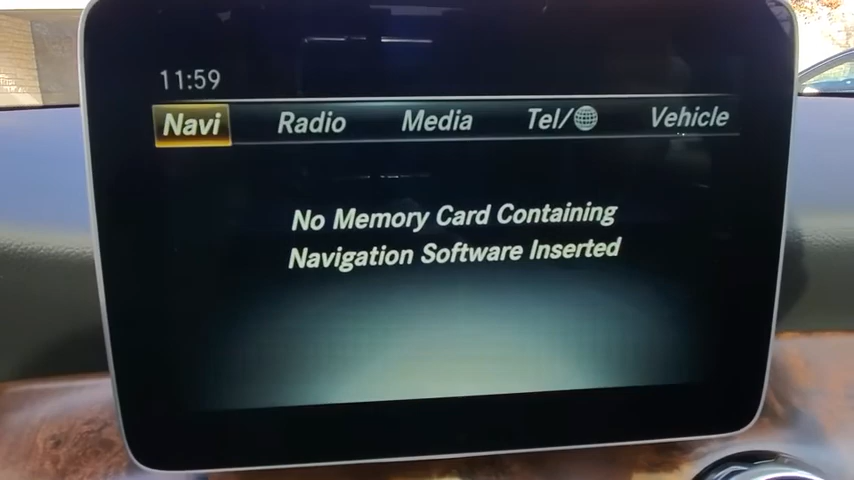 11:59
Navi Radio Media Tel/ Vehicle
No Memory Card Containing
Navigation Software Inserted